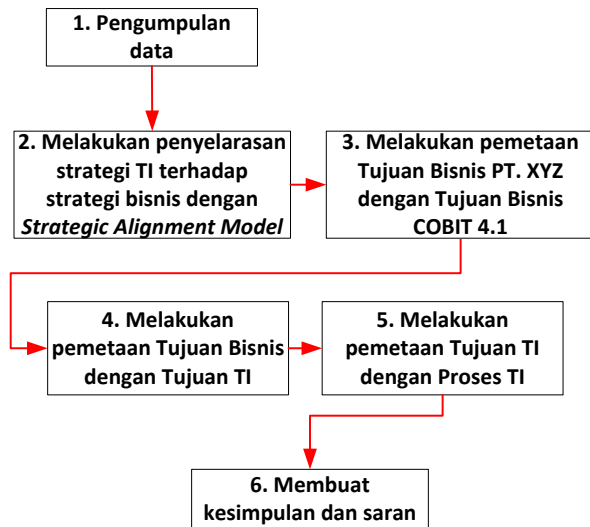 1. Pengumpulan
data
2. Melakukan penyelarasan
strategi TI terhadap
strategi bisnis dengan
Strategic Alignment Model
3. Melakukan pemetaan
Tujuan Bisnis PT. XYZ
dengan Tujuan Bisnis
COBIT 4.1
4. Melakukan
pemetaan Tujuan Bisnis
dengan Tujuan TI
5. Melakukan
pemetaan Tujuan TI
dengan Proses TI
6. Membuat
kesimpulan dan saran